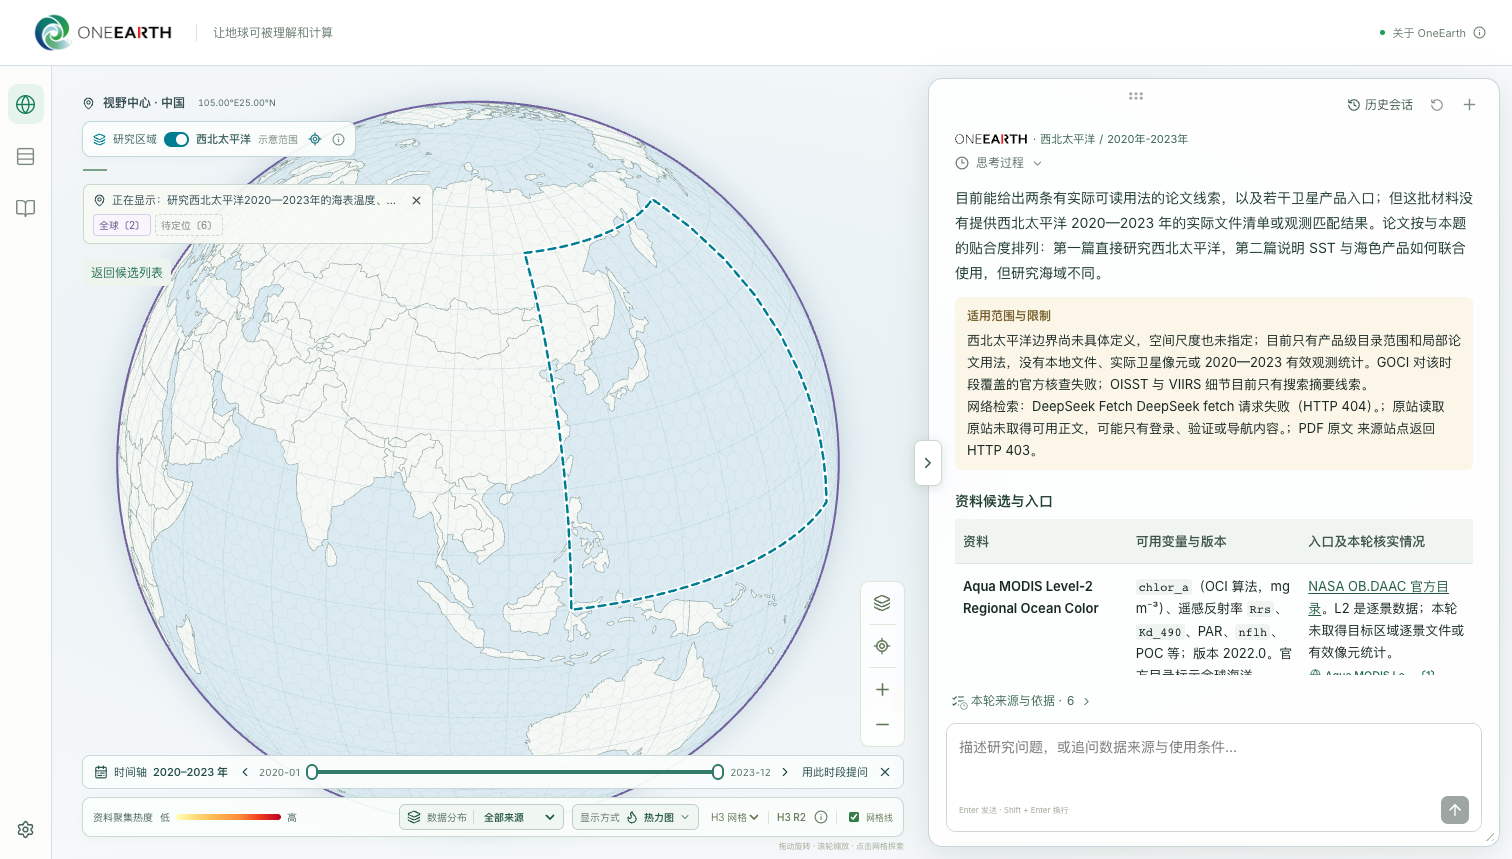 ONEEARTH
让地球可被理解和计算
关于 OneEarth
视野中心 · 中国 105.00°E25.00°N
研究区域 西北太平洋 示意范围
正在显示：研究西北太平洋2020—2023年的海表温度、...
全球（2） 待定位（6）
返回候选列表
时间轴 2020–2023 年 2020-01 2023-12 用此时段提问
资料聚集热度 低 高 数据分布 全部来源 显示方式 热力图 H3 网格 H3 R2 网格线
拖动旋转 · 滚轮缩放 · 点击网格探索
历史会话
ONEEARTH · 西北太平洋 / 2020年-2023年
思考过程
目前能给出两条有实际可读用法的论文线索，以及若干卫星产品入口；但这批材料没
有提供西北太平洋 2020—2023 年的实际文件清单或观测匹配结果。论文按与本题
的贴合度排列：第一篇直接研究西北太平洋，第二篇说明 SST 与海色产品如何联合
使用，但研究海域不同。
适用范围与限制
西北太平洋边界尚未具体定义，空间尺度也未指定；目前只有产品级目录范围和局部论
文用法，没有本地文件、实际卫星像元或 2020—2023 有效观测统计。GOCI 对该时
段覆盖的官方核查失败；OISST 与 VIIRS 细节目前只有搜索摘要线索。
网络检索：DeepSeek Fetch DeepSeek fetch 请求失败（HTTP 404）。；原站读取
原站未取得可用正文，可能只有登录、验证或导航内容。；PDF 原文 来源站点返回
HTTP 403。
资料候选与入口
资料 可用变量与版本 入口及本轮核实情况
Aqua MODIS Level-2
Regional Ocean Color
chlor_a（OCI 算法，mg
m⁻³）、遥感反射率 Rrs 、
Kd_490 、PAR、 nflh 、
POC 等；版本 2022.0。官
方目录标示全球海洋
NASA OB.DAAC 官方目
录。L2 是逐景数据；本轮
未取得目标区域逐景文件或
有效像元统计。
Aqua MODIS Le... [1]
本轮来源与依据 · 6
描述研究问题，或追问数据来源与使用条件...
Enter 发送 · Shift + Enter 换行